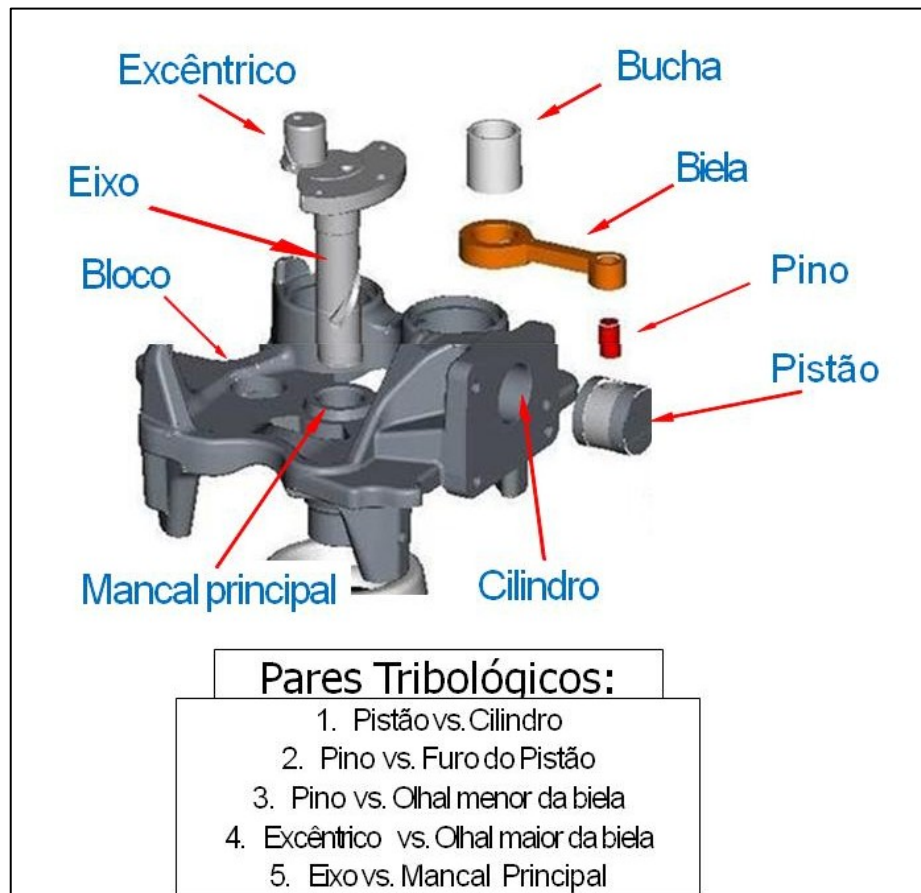 Excêntrico
Bucha
Eixo
Biela
Bloco
Pino
Pistão
Mancal principal
Cilindro
Pares Tribológicos:
1. Pistão vs. Cilindro
2. Pino vs. Furo do Pistão
3. Pino vs. Olhal menor da biela
4. Excêntrico vs. Olhal maior da biela
5. Eixo vs. Mancal Principal